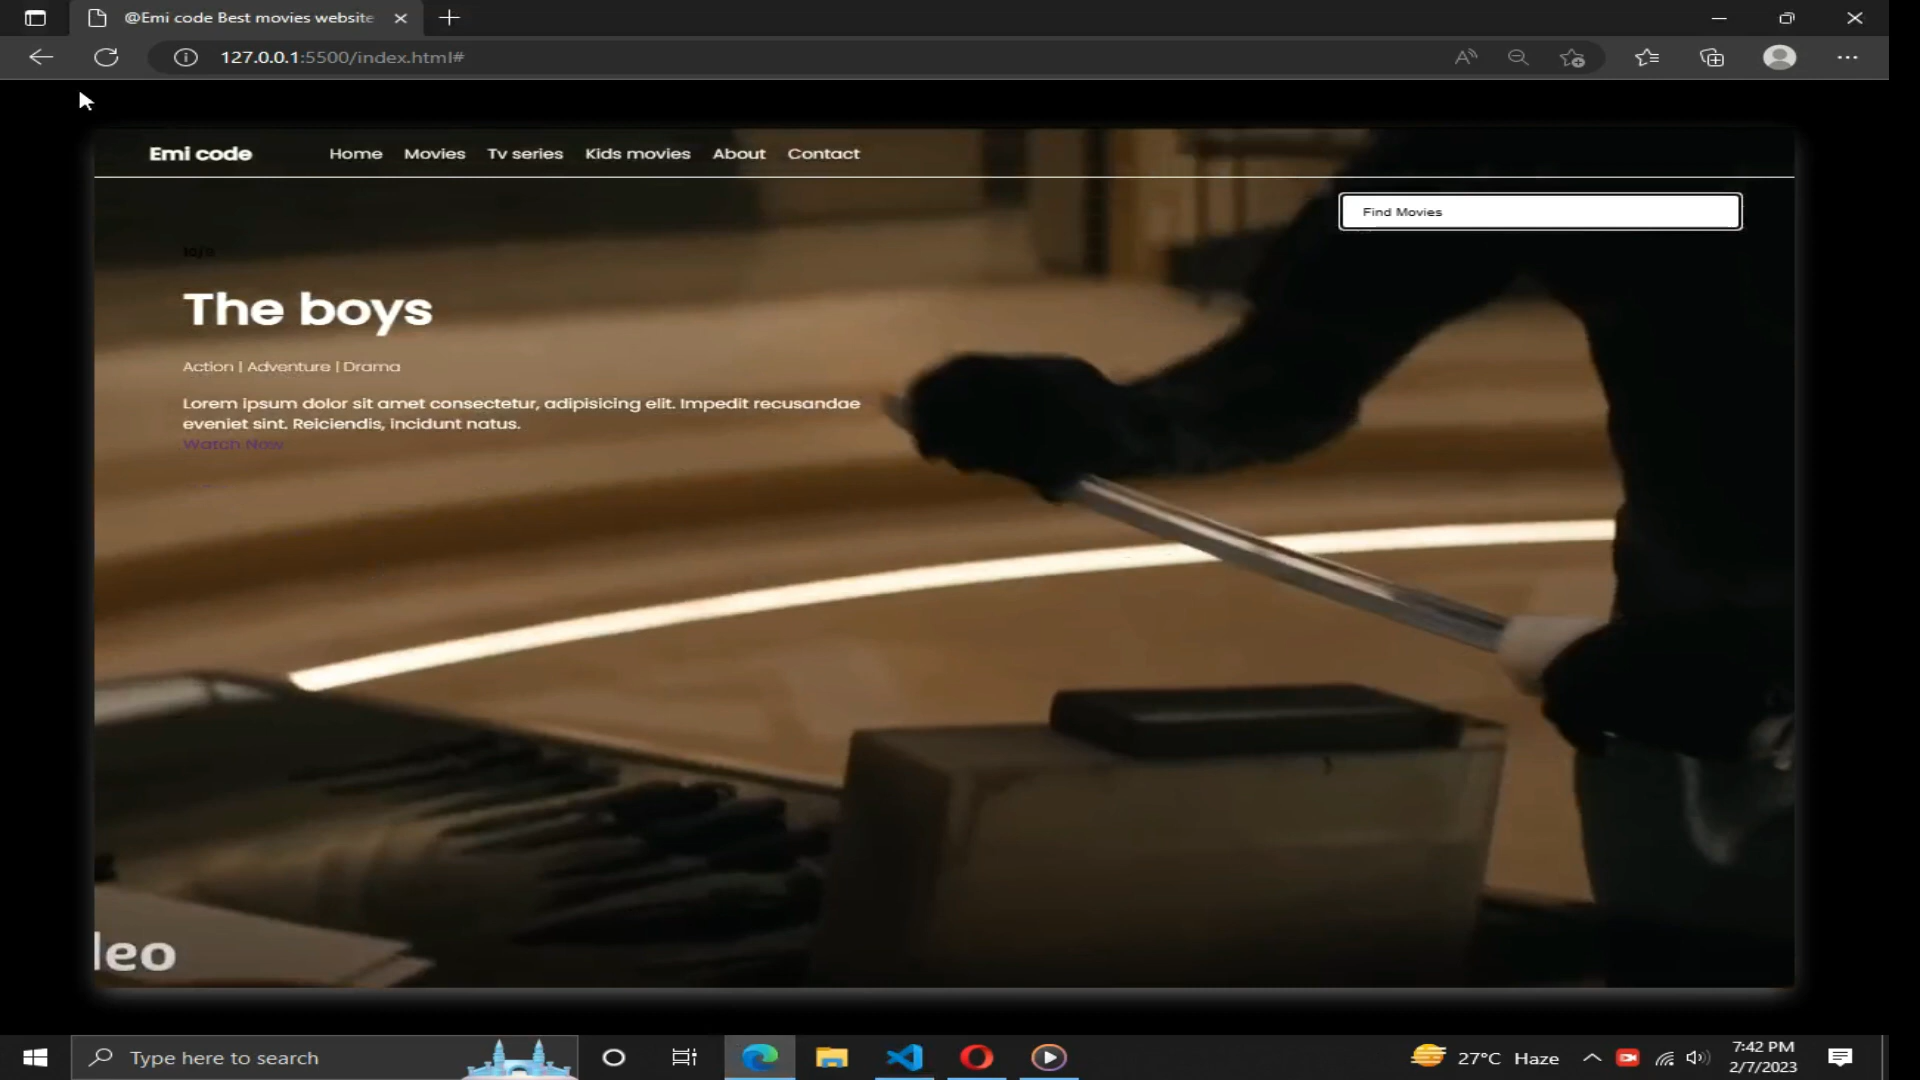 @Emi code Best movies website
127.0.0.1:5500/index.html#
Emi code
Home Movies Tv series Kids movies About Contact
Find Movies
The boys
Action | Adventure | Drama
Lorem ipsum dolor sit amet consectetur, adipisicing elit. Impedit recusandae
eveniet sint. Reiciendis, incidunt natus.
Watch Now
leo
Type here to search
27°C Haze
7:42 PM
2/7/2023